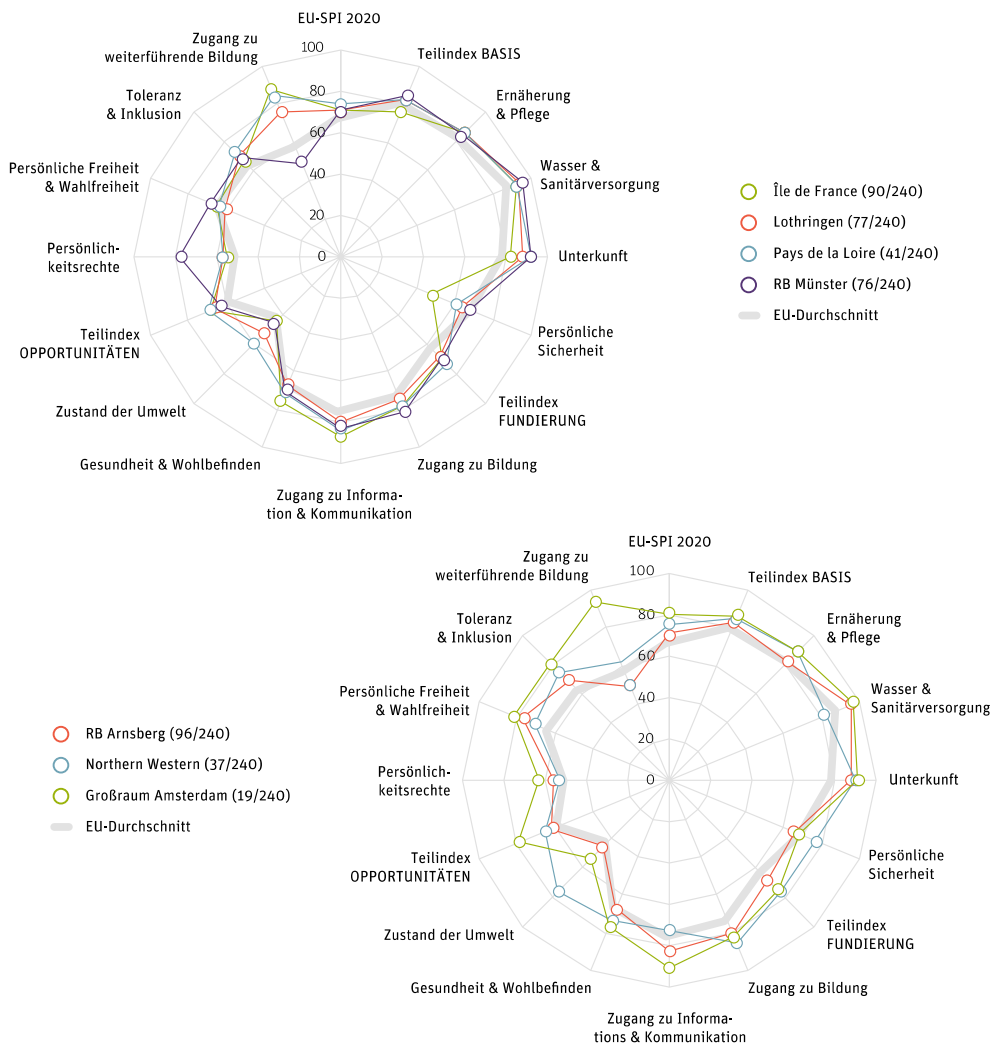 EU-SPI 2020
Teilindex BASIS
Ernährung
& Pflege
Wasser &
Sanitärversorgung
Unterkunft
Persönliche
Sicherheit
Teilindex
FUNDIERUNG
Zugang zu Bildung
Zugang zu Informa-
tion & Kommunikation
Gesundheit & Wohlbefinden
Zustand der Umwelt
Teilindex
OPPORTUNITÄTEN
Persönlich-
keitsrechte
Persönliche Freiheit
& Wahlfreiheit
Toleranz
& Inklusion
Zugang zu
weiterführende Bildung
100
80
60
40
20
0
Île de France (90/240)
Lothringen (77/240)
Pays de la Loire (41/240)
RB Münster (76/240)
EU-Durchschnitt
EU-SPI 2020
Teilindex BASIS
Ernährung
& Pflege
Wasser &
Sanitärversorgung
Unterkunft
Persönliche
Sicherheit
Teilindex
FUNDIERUNG
Zugang zu Bildung
Zugang zu Informa-
tions & Kommunikation
Gesundheit & Wohlbefinden
Zustand der Umwelt
Teilindex
OPPORTUNITÄTEN
Persönlich-
keitsrechte
Persönliche Freiheit
& Wahlfreiheit
Toleranz
& Inklusion
Zugang zu
weiterführende Bildung
100
80
60
40
20
0
RB Arnsberg (96/240)
Northern Western (37/240)
Großraum Amsterdam (19/240)
EU-Durchschnitt